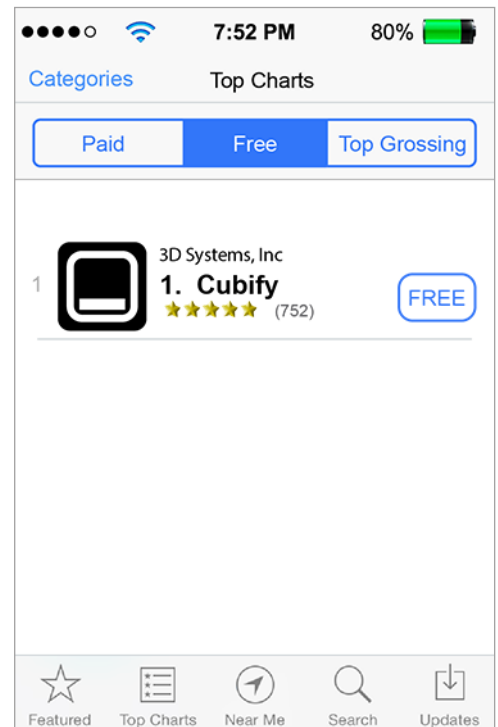 7:52 PM 80%
Categories Top Charts
Paid Free Top Grossing
3D Systems, Inc
1 1. Cubify FREE
(752)
Featured Top Charts Near Me Search Updates